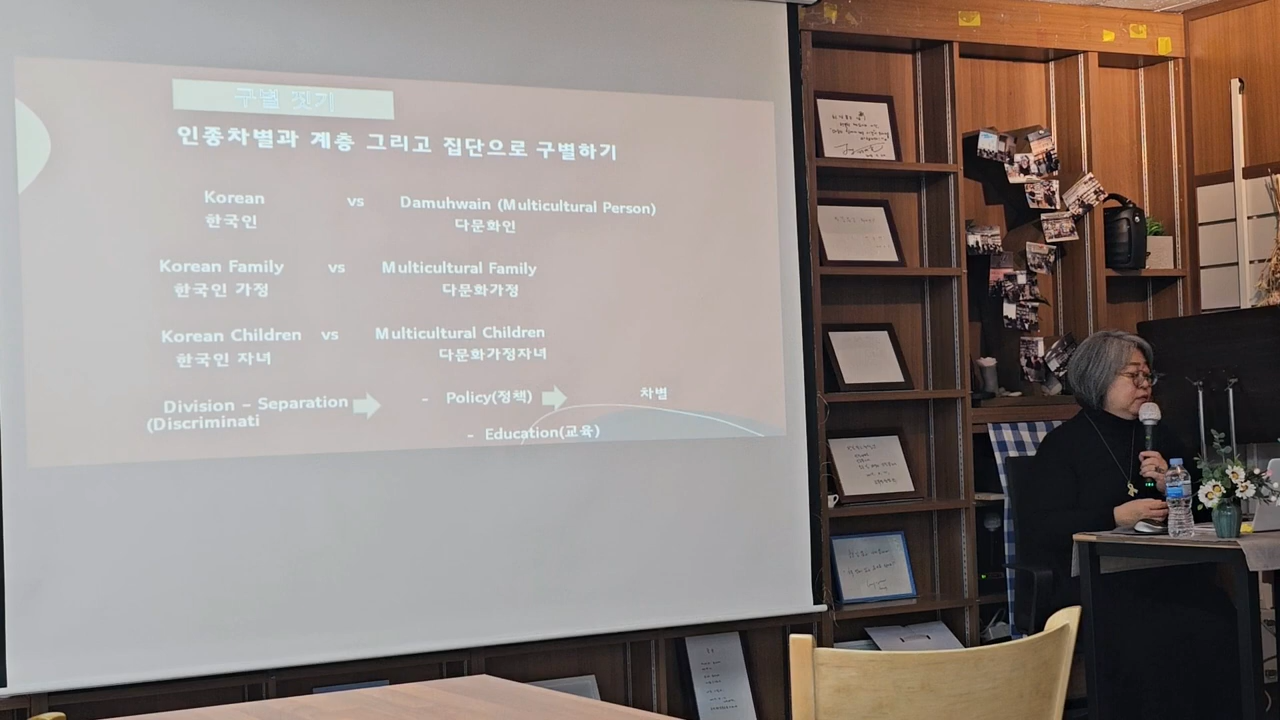 구별 짓기
인종차별과 계층 그리고 집단으로 구별하기
Korean vs Damuhwain (Multicultural Person)
한국인 다문화인
Korean Family vs Multicultural Family
한국인 가정 다문화가정
Korean Children vs Multicultural Children
한국인 자녀 다문화가정자녀
Division – Separation - Policy(정책) 차별
(Discriminati
- Education(교육)